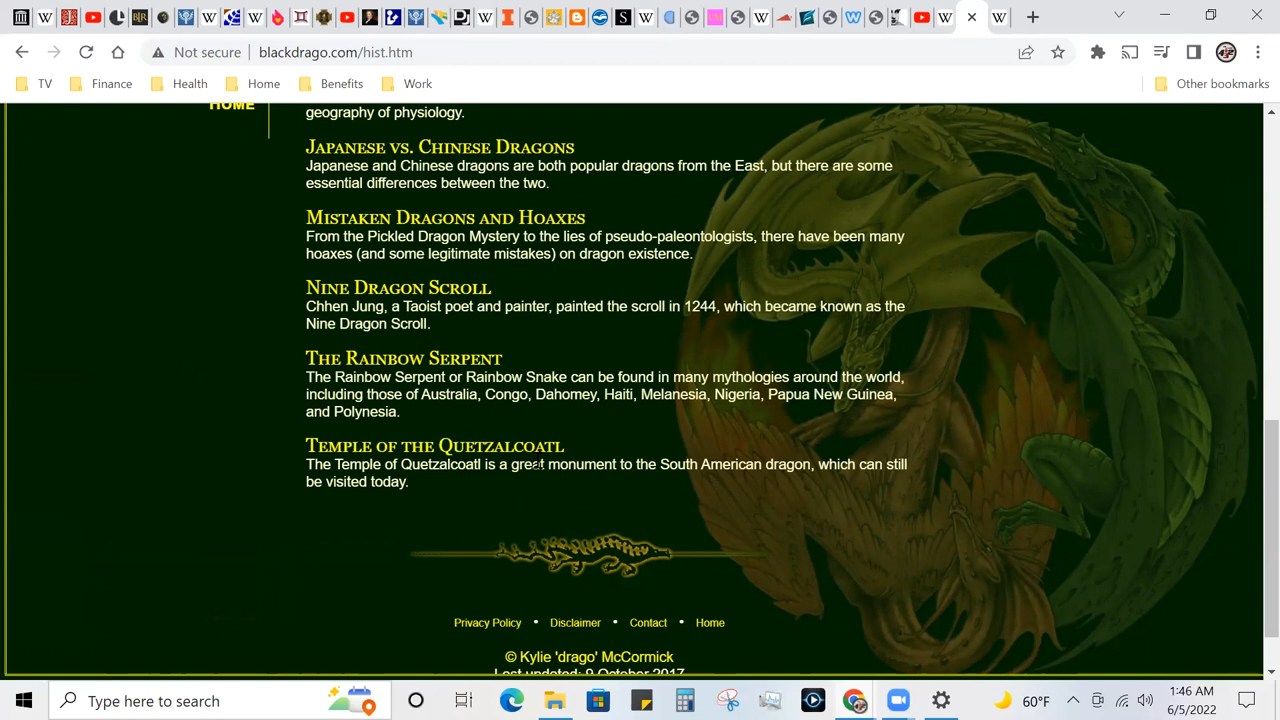 Not secure
blackdrago.com/hist.htm
TV
Finance
Health
Home
Benefits
Work
Other bookmarks
HOME
geography of physiology.
JAPANESE VS. CHINESE DRAGONS
Japanese and Chinese dragons are both popular dragons from the East, but there are some
essential differences between the two.
MISTAKEN DRAGONS AND HOAXES
From the Pickled Dragon Mystery to the lies of pseudo-paleontologists, there have been many
hoaxes (and some legitimate mistakes) on dragon existence.
NINE DRAGON SCROLL
Chhen Jung, a Taoist poet and painter, painted the scroll in 1244, which became known as the
Nine Dragon Scroll.
THE RAINBOW SERPENT
The Rainbow Serpent or Rainbow Snake can be found in many mythologies around the world,
including those of Australia, Congo, Dahomey, Haiti, Melanesia, Nigeria, Papua New Guinea,
and Polynesia.
TEMPLE OF THE QUETZALCOATL
The Temple of Quetzalcoatl is a great monument to the South American dragon, which can still
be visited today.
Privacy Policy • Disclaimer • Contact • Home
© Kylie 'drago' McCormick
Last updated: 9 October 2017
Type here to search
60°F
1:46 AM
6/5/2022